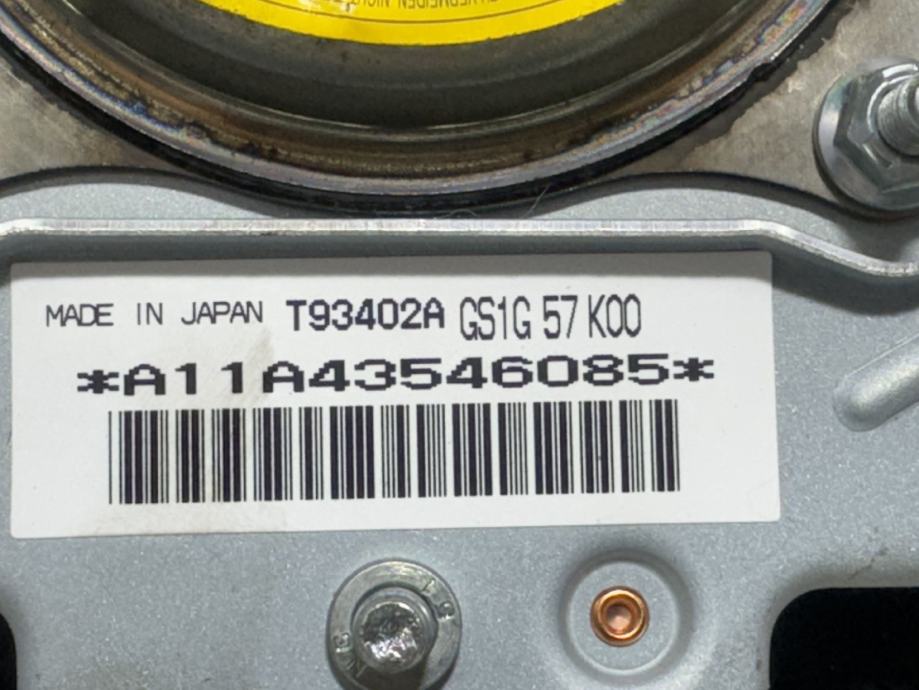 MADE IN JAPAN T93402A GS1G 57 K00
*A11A43546085*